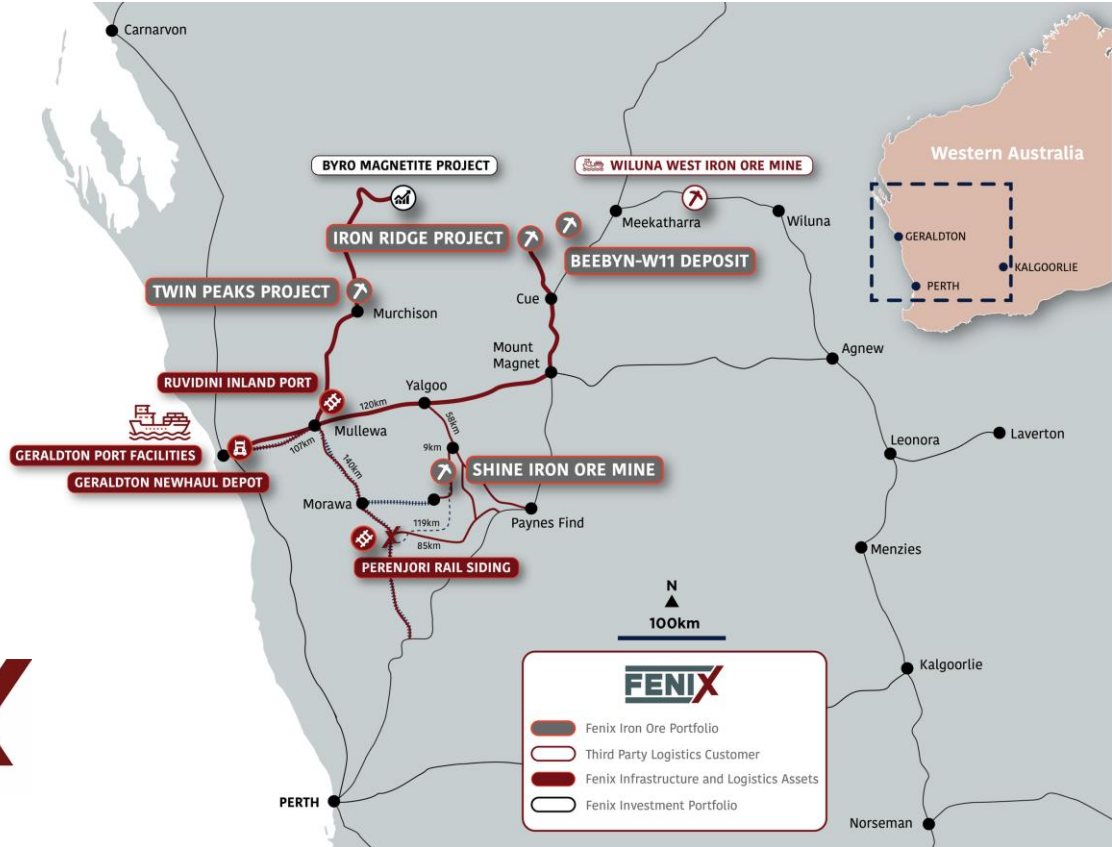 Carnarvon
BYRO MAGNETITE PROJECT
WILUNA WEST IRON ORE MINE
Western Australia
Meekatharra
Wiluna
IRON RIDGE PROJECT
GERALDTON
BEEBYN-W11 DEPOSIT
KALGOORLIE
TWIN PEAKS PROJECT
PERTH
Cue
Murchison
Mount
Magnet
Agnew
RUVIDINI INLAND PORT
Yalgoo
120km
58km
Mullewa
Laverton
107km
9km
Leonora
GERALDTON PORT FACILITIES
140km
SHINE IRON ORE MINE
GERALDTON NEWHAUL DEPOT
Morawa
119km
Paynes Find
85km
Menzies
PERENJORI RAIL SIDING
N
100km
Kalgoorlie
FENIX
Fenix Iron Ore Portfolio
Third Party Logistics Customer
Fenix Infrastructure and Logistics Assets
Fenix Investment Portfolio
PERTH
Norseman